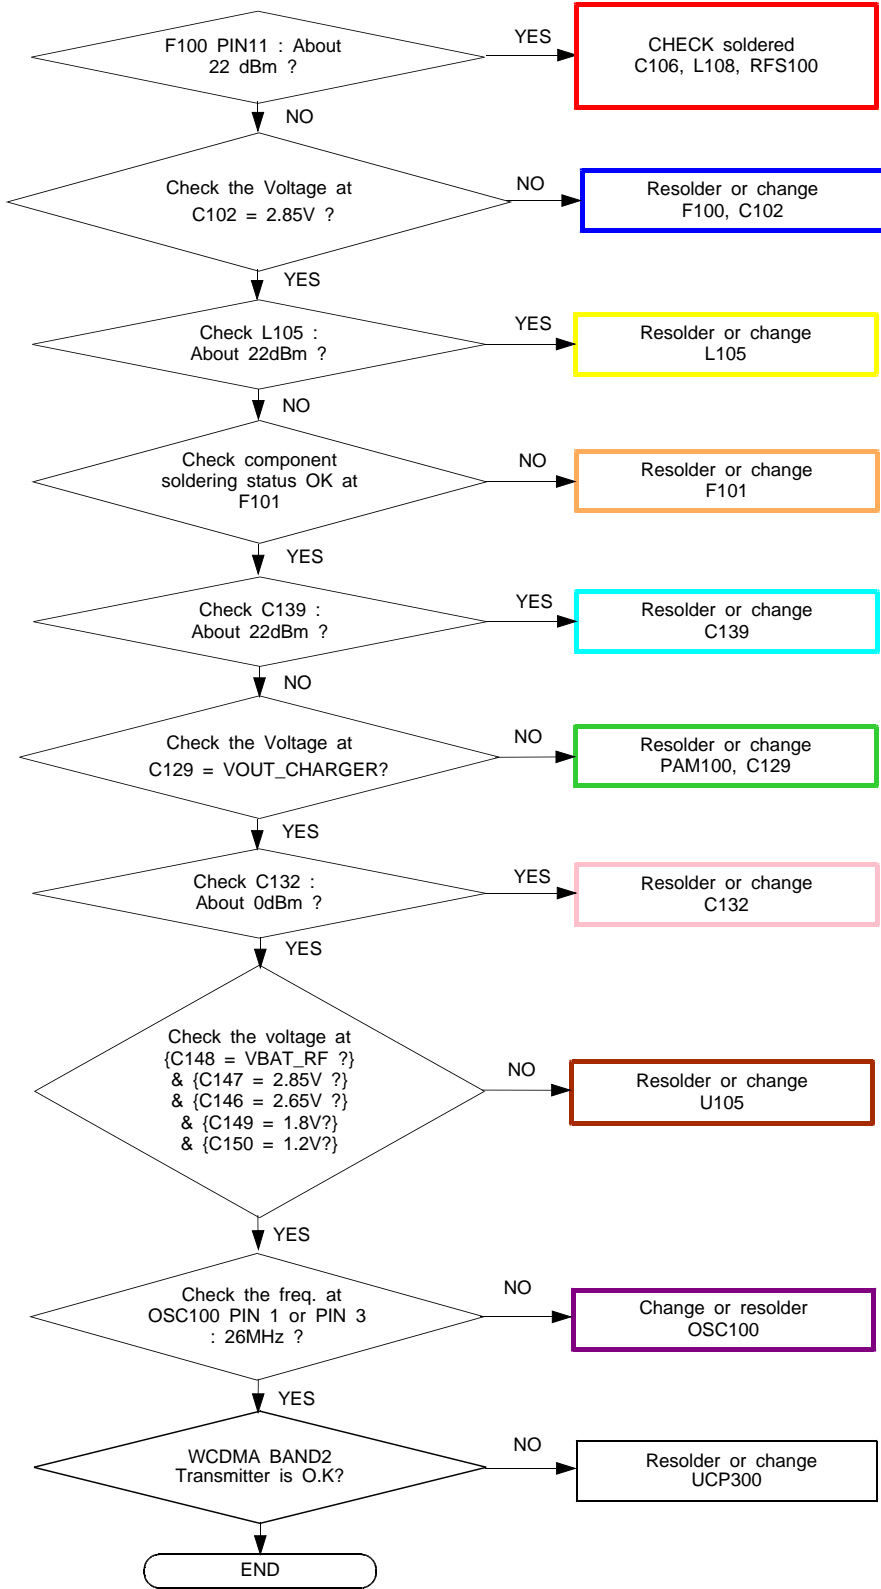 F100 PIN11 : About
22 dBm ?
YES
CHECK soldered
C106, L108, RFS100
NO
Check the Voltage at
C102 = 2.85V ?
NO
Resolder or change
F100, C102
YES
Check L105 :
About 22dBm ?
YES
Resolder or change
L105
NO
Check component
soldering status OK at
F101
NO
Resolder or change
F101
YES
Check C139 :
About 22dBm ?
YES
Resolder or change
C139
NO
Check the Voltage at
C129 = VOUT_CHARGER?
NO
Resolder or change
PAM100, C129
YES
Check C132 :
About 0dBm ?
YES
Resolder or change
C132
YES
Check the voltage at
{C148 = VBAT_RF ?}
& {C147 = 2.85V ?}
& {C146 = 2.65V ?}
& {C149 = 1.8V?}
& {C150 = 1.2V?}
NO
Resolder or change
U105
YES
Check the freq. at
OSC100 PIN 1 or PIN 3
: 26MHz ?
NO
Change or resolder
OSC100
YES
WCDMA BAND2
Transmitter is O.K?
NO
Resolder or change
UCP300
END